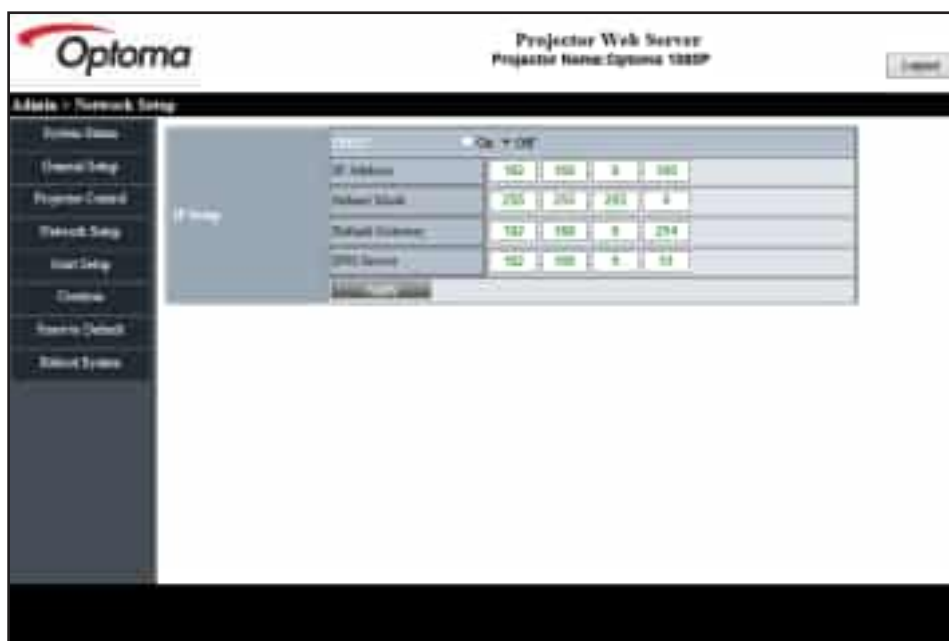 Optoma
Projector Web Server
Projector Name: Optoma 1080P
Logout
Admin > Network Setup
System Status
General Setup
Projector Control
Network Setup
Alert Setup
Crestron
Reset to Default
Reboot System
IP Setup
DHCP On Off
IP Address 192 168 0 100
Subnet Mask 255 255 255 0
Default Gateway 192 168 0 254
DNS Server 192 168 0
Apply